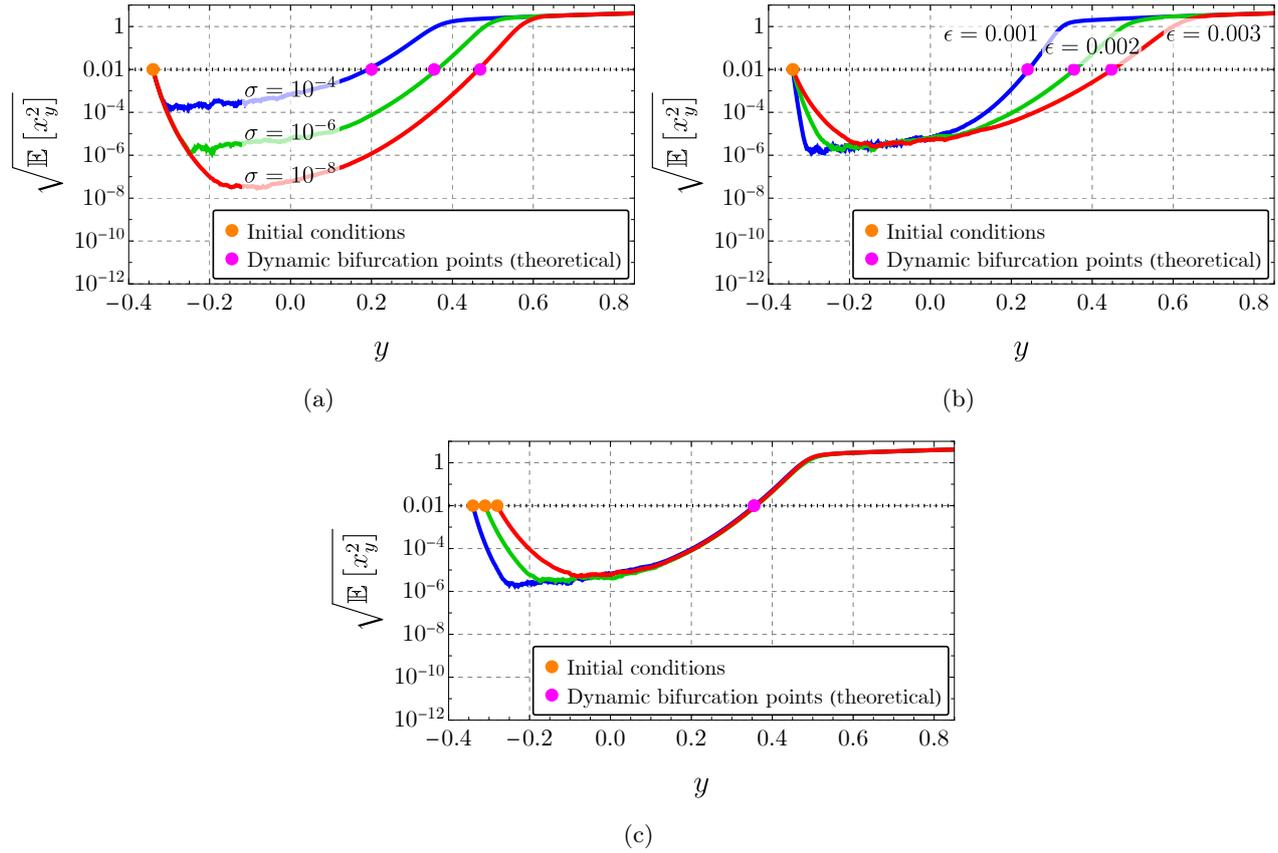 √𝔼 [x_y^2]
1
0.01
10^−4
10^−6
10^−8
10^−10
10^−12
σ = 10^−4
σ = 10^−6
σ = 10^−8
Initial conditions
Dynamic bifurcation points (theoretical)
−0.4 −0.2 0.0 0.2 0.4 0.6 0.8
y
(a)
√𝔼 [x_y^2]
1
0.01
10^−4
10^−6
10^−8
10^−10
10^−12
ϵ = 0.001
ϵ = 0.002
ϵ = 0.003
Initial conditions
Dynamic bifurcation points (theoretical)
−0.4 −0.2 0.0 0.2 0.4 0.6 0.8
y
(b)
√𝔼 [x_y^2]
1
0.01
10^−4
10^−6
10^−8
10^−10
10^−12
Initial conditions
Dynamic bifurcation points (theoretical)
−0.4 −0.2 0.0 0.2 0.4 0.6 0.8
y
(c)